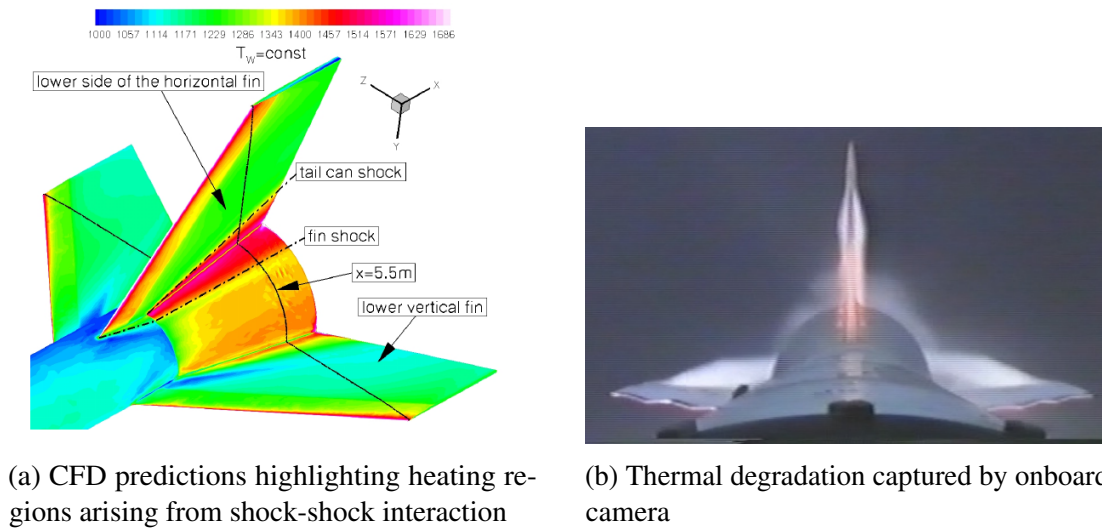 1000 1057 1114 1171 1229 1286 1343 1400 1457 1514 1571 1629 1686
T_W=const
lower side of the horizontal fin
Z
X
Y
tail can shock
fin shock
x=5.5m
lower vertical fin
(a) CFD predictions highlighting heating re-
gions arising from shock-shock interaction
(b) Thermal degradation captured by onboard
camera